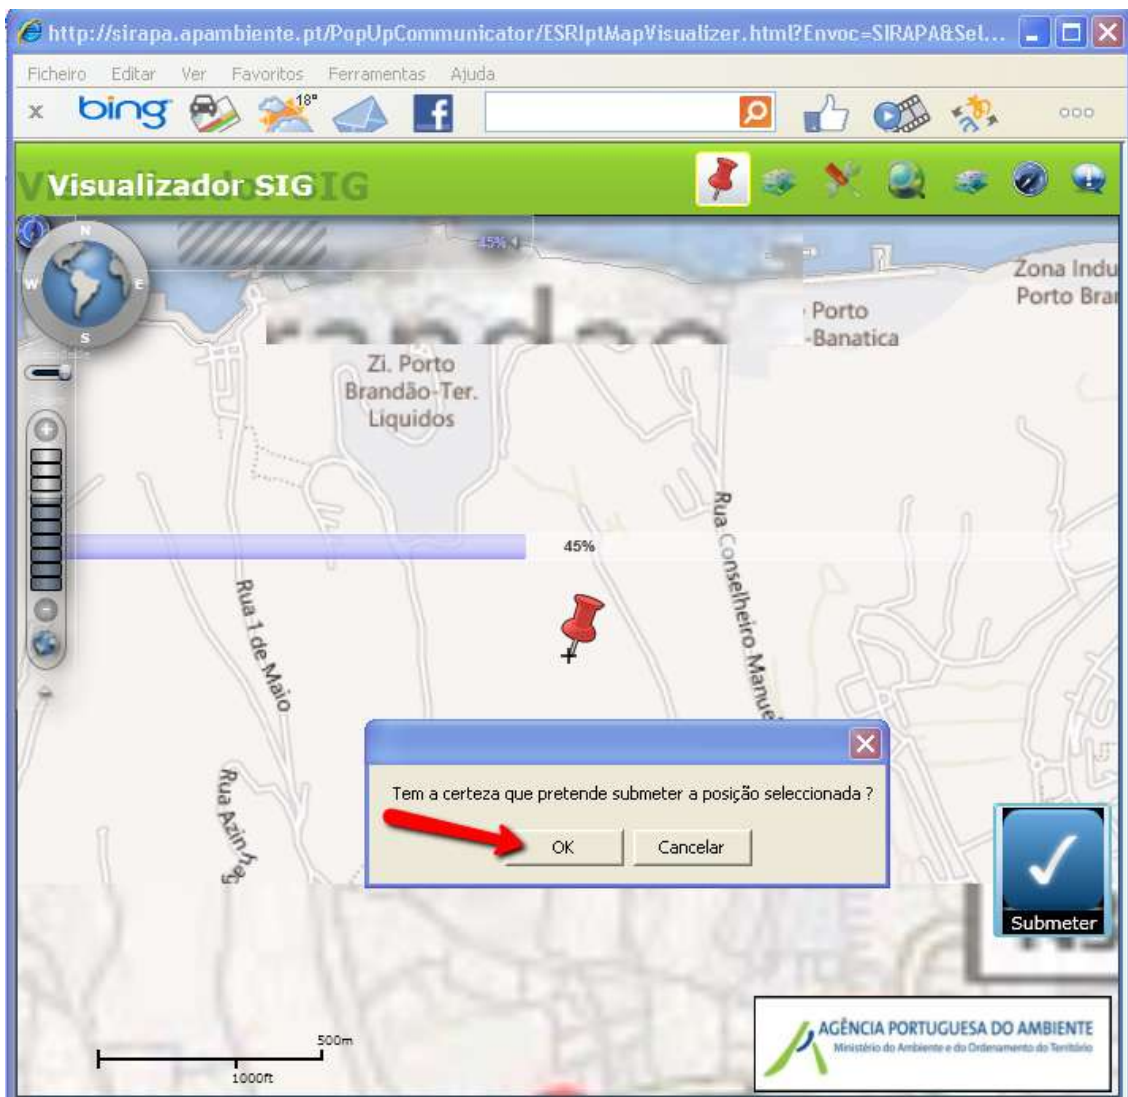 http://sirapa.apambiente.pt/PopUpCommunicator/ESRIptMapVisualizer.html?Envoc=SIRAPA&Sel...
Ficheiro Editar Ver Favoritos Ferramentas Ajuda
x bing 18°
Visualizador SIG
N
W E
S
45%
Zona Indu
Porto Bran
Porto
-Banatica
Zi. Porto
Brandão-Ter.
Liquidos
45%
Rua 1 de Maio
Rua Conselheiro Manue
Rua Azin
Tem a certeza que pretende submeter a posição seleccionada ?
OK Cancelar
Submeter
500m
1000ft
AGÊNCIA PORTUGUESA DO AMBIENTE
Ministério do Ambiente e do Ordenamento do Território